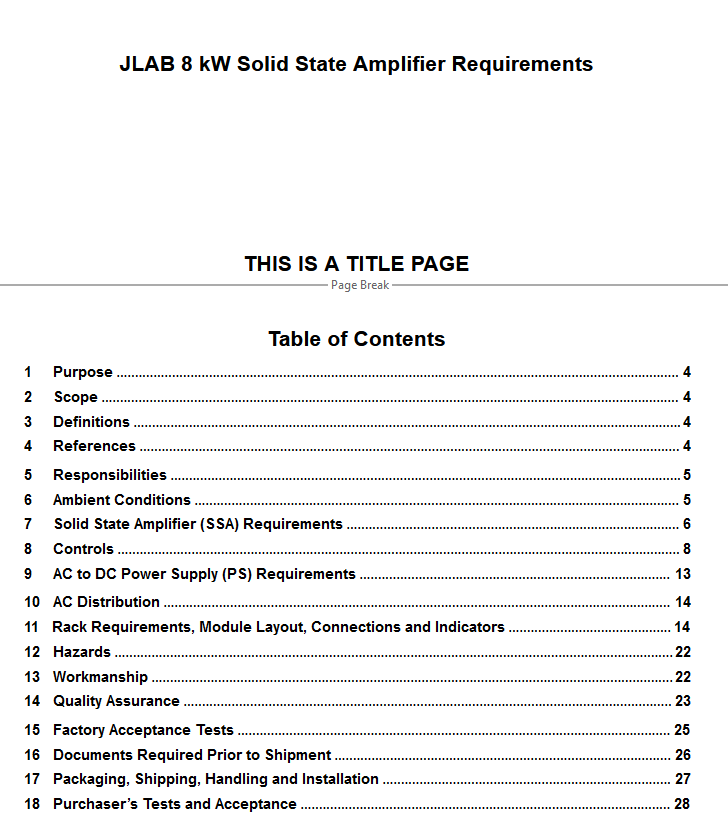 JLAB 8 kW Solid State Amplifier Requirements
THIS IS A TITLE PAGE
Page Break
Table of Contents
1 Purpose 4
2 Scope 4
3 Definitions 4
4 References 4
5 Responsibilities 5
6 Ambient Conditions 5
7 Solid State Amplifier (SSA) Requirements 6
8 Controls 8
9 AC to DC Power Supply (PS) Requirements 13
10 AC Distribution 14
11 Rack Requirements, Module Layout, Connections and Indicators 14
12 Hazards 22
13 Workmanship 22
14 Quality Assurance 23
15 Factory Acceptance Tests 25
16 Documents Required Prior to Shipment 26
17 Packaging, Shipping, Handling and Installation 27
18 Purchaser’s Tests and Acceptance 28